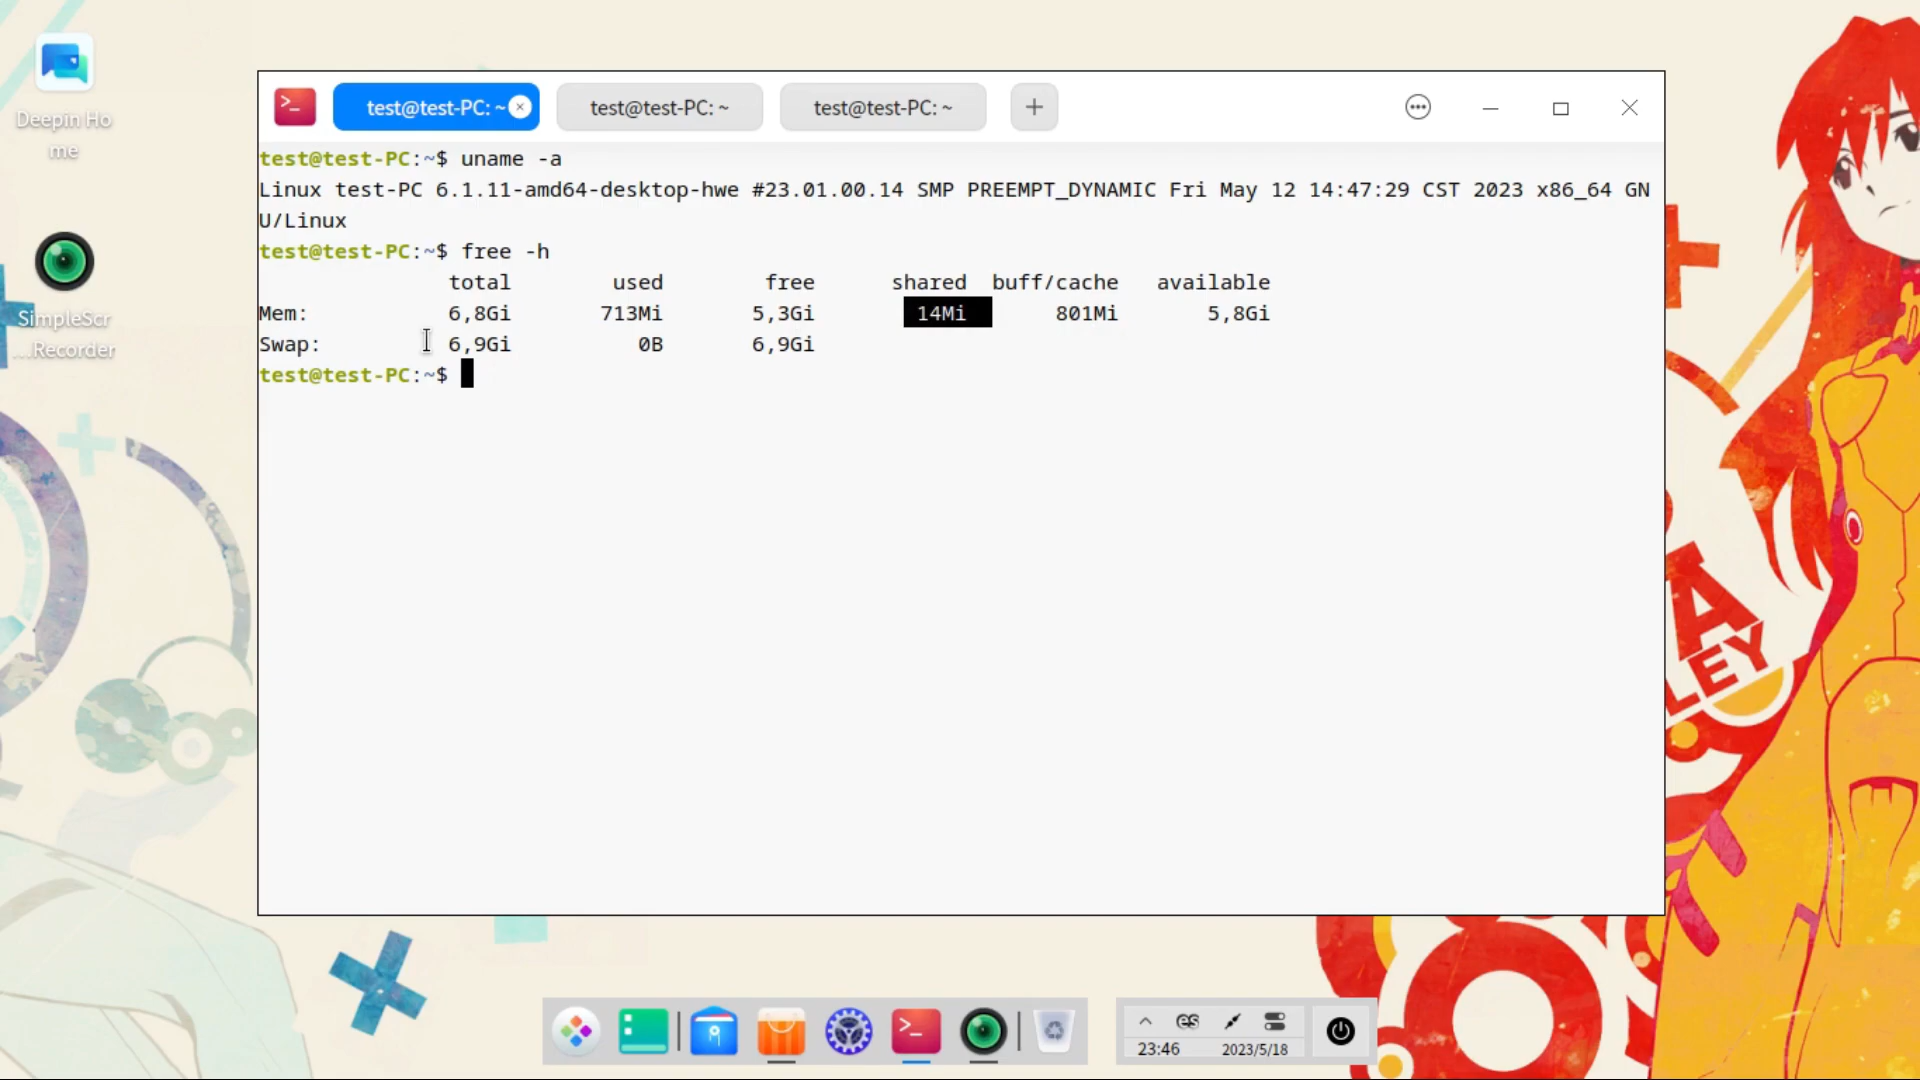 Deepin Ho
me
SimpleScr
...Recorder
test@test-PC: ~
test@test-PC: ~
test@test-PC: ~
test@test-PC:~$ uname -a
Linux test-PC 6.1.11-amd64-desktop-hwe #23.01.00.14 SMP PREEMPT_DYNAMIC Fri May 12 14:47:29 CST 2023 x86_64 GN
U/Linux
test@test-PC:~$ free -h
total used free shared buff/cache available
Mem: 6,8Gi 713Mi 5,3Gi 14Mi 801Mi 5,8Gi
Swap: 6,9Gi 0B 6,9Gi
test@test-PC:~$
A
LEY
es
23:46 2023/5/18